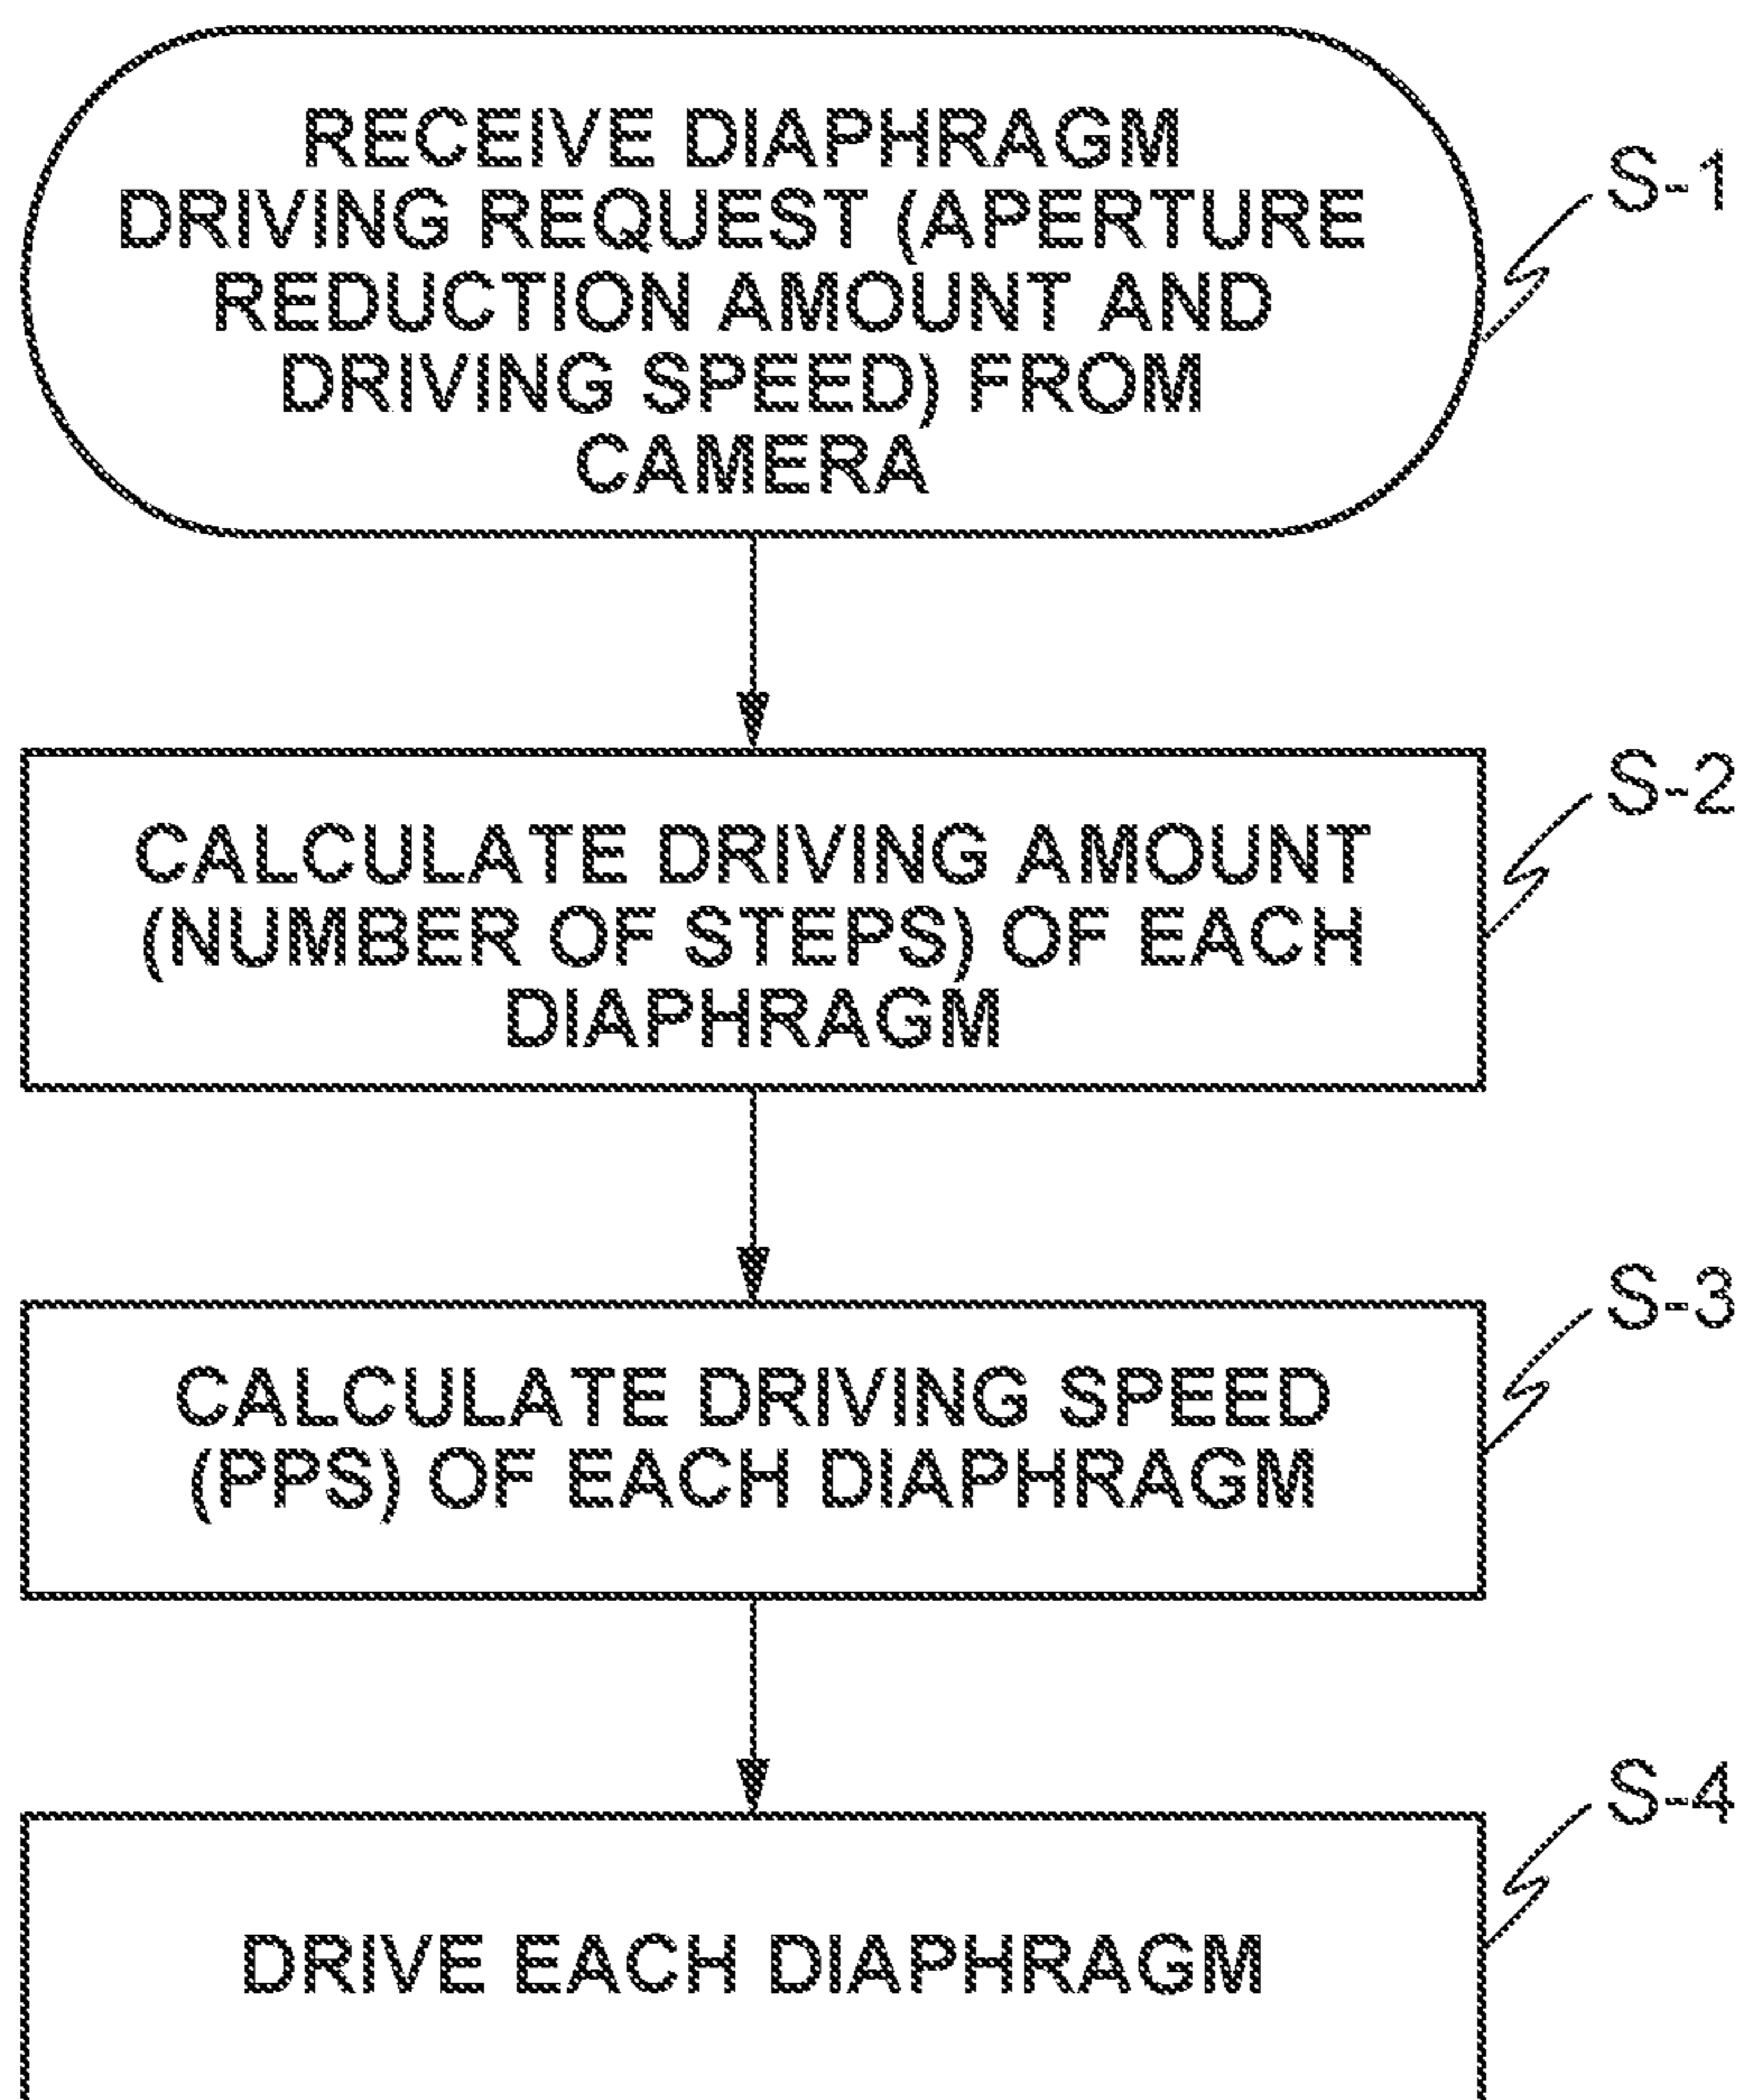 RECEIVE DIAPHRAGM
DRIVING REQUEST (APERTURE
REDUCTION AMOUNT AND
DRIVING SPEED) FROM
CAMERA
S-1
CALCULATE DRIVING AMOUNT
(NUMBER OF STEPS) OF EACH
DIAPHRAGM
S-2
CALCULATE DRIVING SPEED
(PPS) OF EACH DIAPHRAGM
S-3
DRIVE EACH DIAPHRAGM
S-4